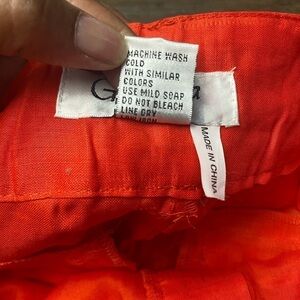 MACHINE WASH
COLD
WITH SIMILAR
COLORS
USE MILD SOAP
DO NOT BLEACH
LINE DRY
MADE IN CHINA